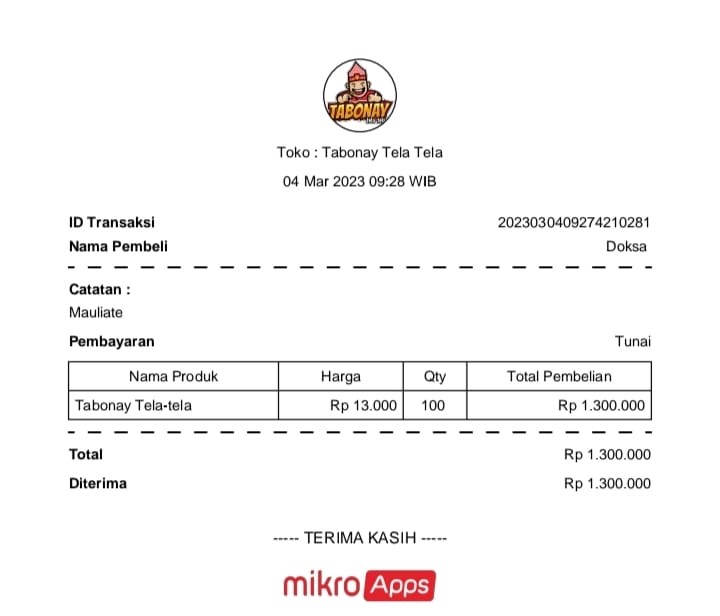 TABONAY
Toko : Tabonay Tela Tela
04 Mar 2023 09:28 WIB
ID Transaksi 2023030409274210281
Nama Pembeli Doksa
Catatan :
Mauliate
Pembayaran Tunai
Nama Produk Harga Qty Total Pembelian
Tabonay Tela-tela Rp 13.000 100 Rp 1.300.000
Total Rp 1.300.000
Diterima Rp 1.300.000
----- TERIMA KASIH -----
mikro Apps